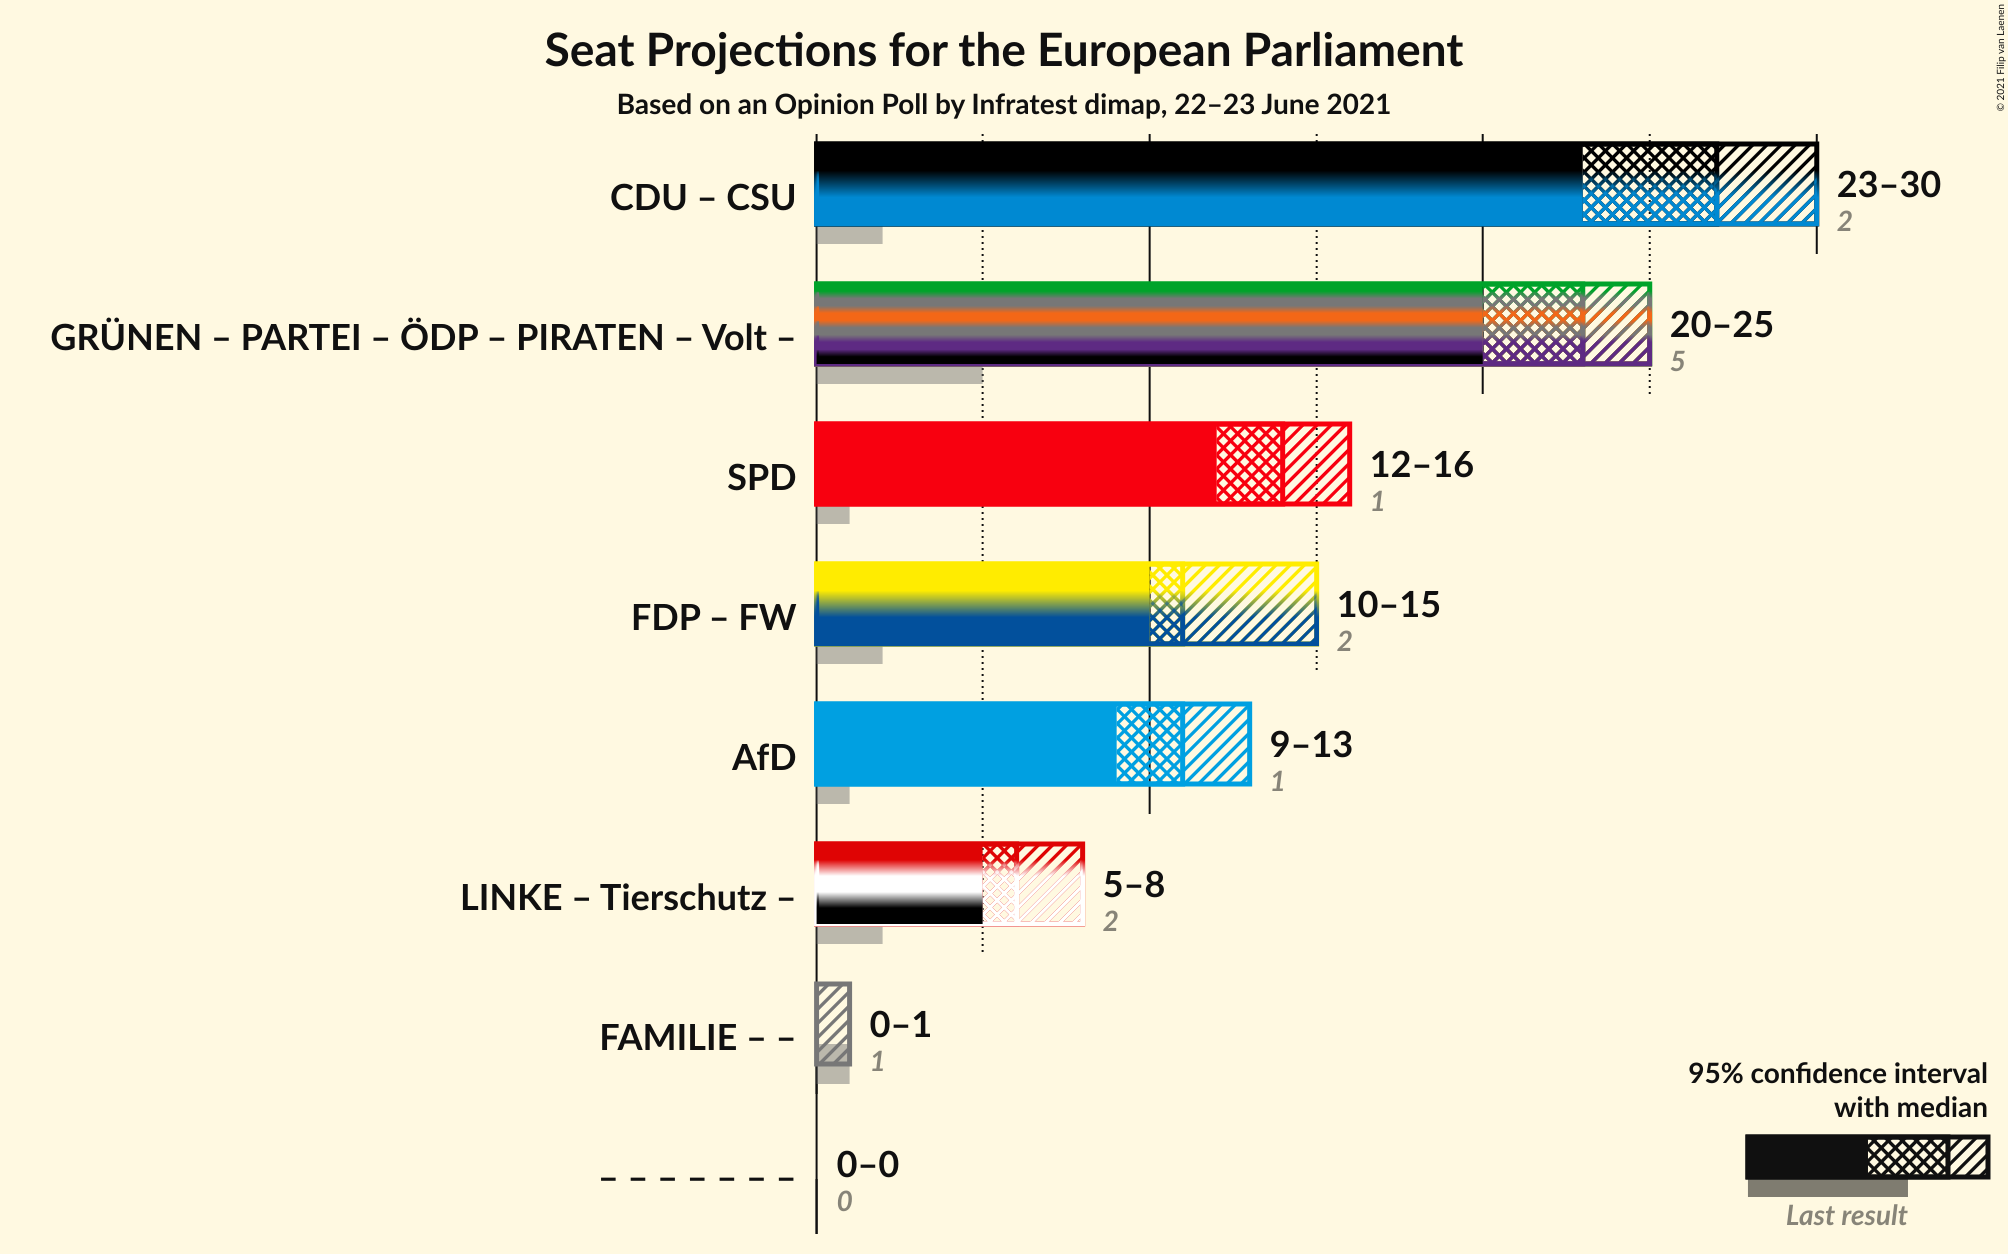 Seat Projections for the European Parliament
Based on an Opinion Poll by Infratest dimap, 22–23 June 2021
© 2021 Filip van Laenen
CDU – CSU
23–30
2
GRÜNEN – PARTEI – ÖDP – PIRATEN – Volt –
20–25
5
SPD
12–16
1
FDP – FW
10–15
2
AfD
9–13
1
LINKE – Tierschutz –
5–8
2
FAMILIE – –
0–1
1
– – – – – – –
0–0
0
95% confidence interval
with median
Last result